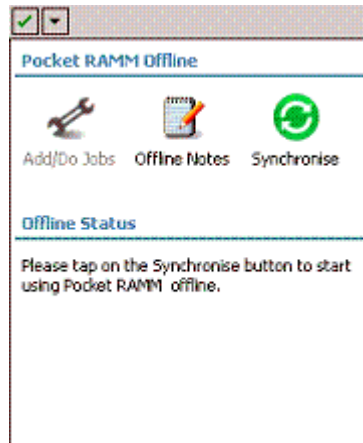 Pocket RAMM Offline
Add/Do Jobs Offline Notes Synchronise
Offline Status
Please tap on the Synchronise button to start
using Pocket RAMM offline.